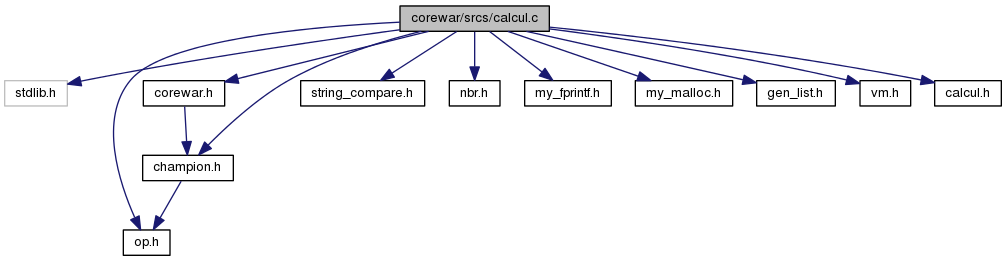 corewar/srcs/calcul.c
stdlib.h
corewar.h
string_compare.h
nbr.h
my_fprintf.h
my_malloc.h
gen_list.h
vm.h
calcul.h
champion.h
op.h